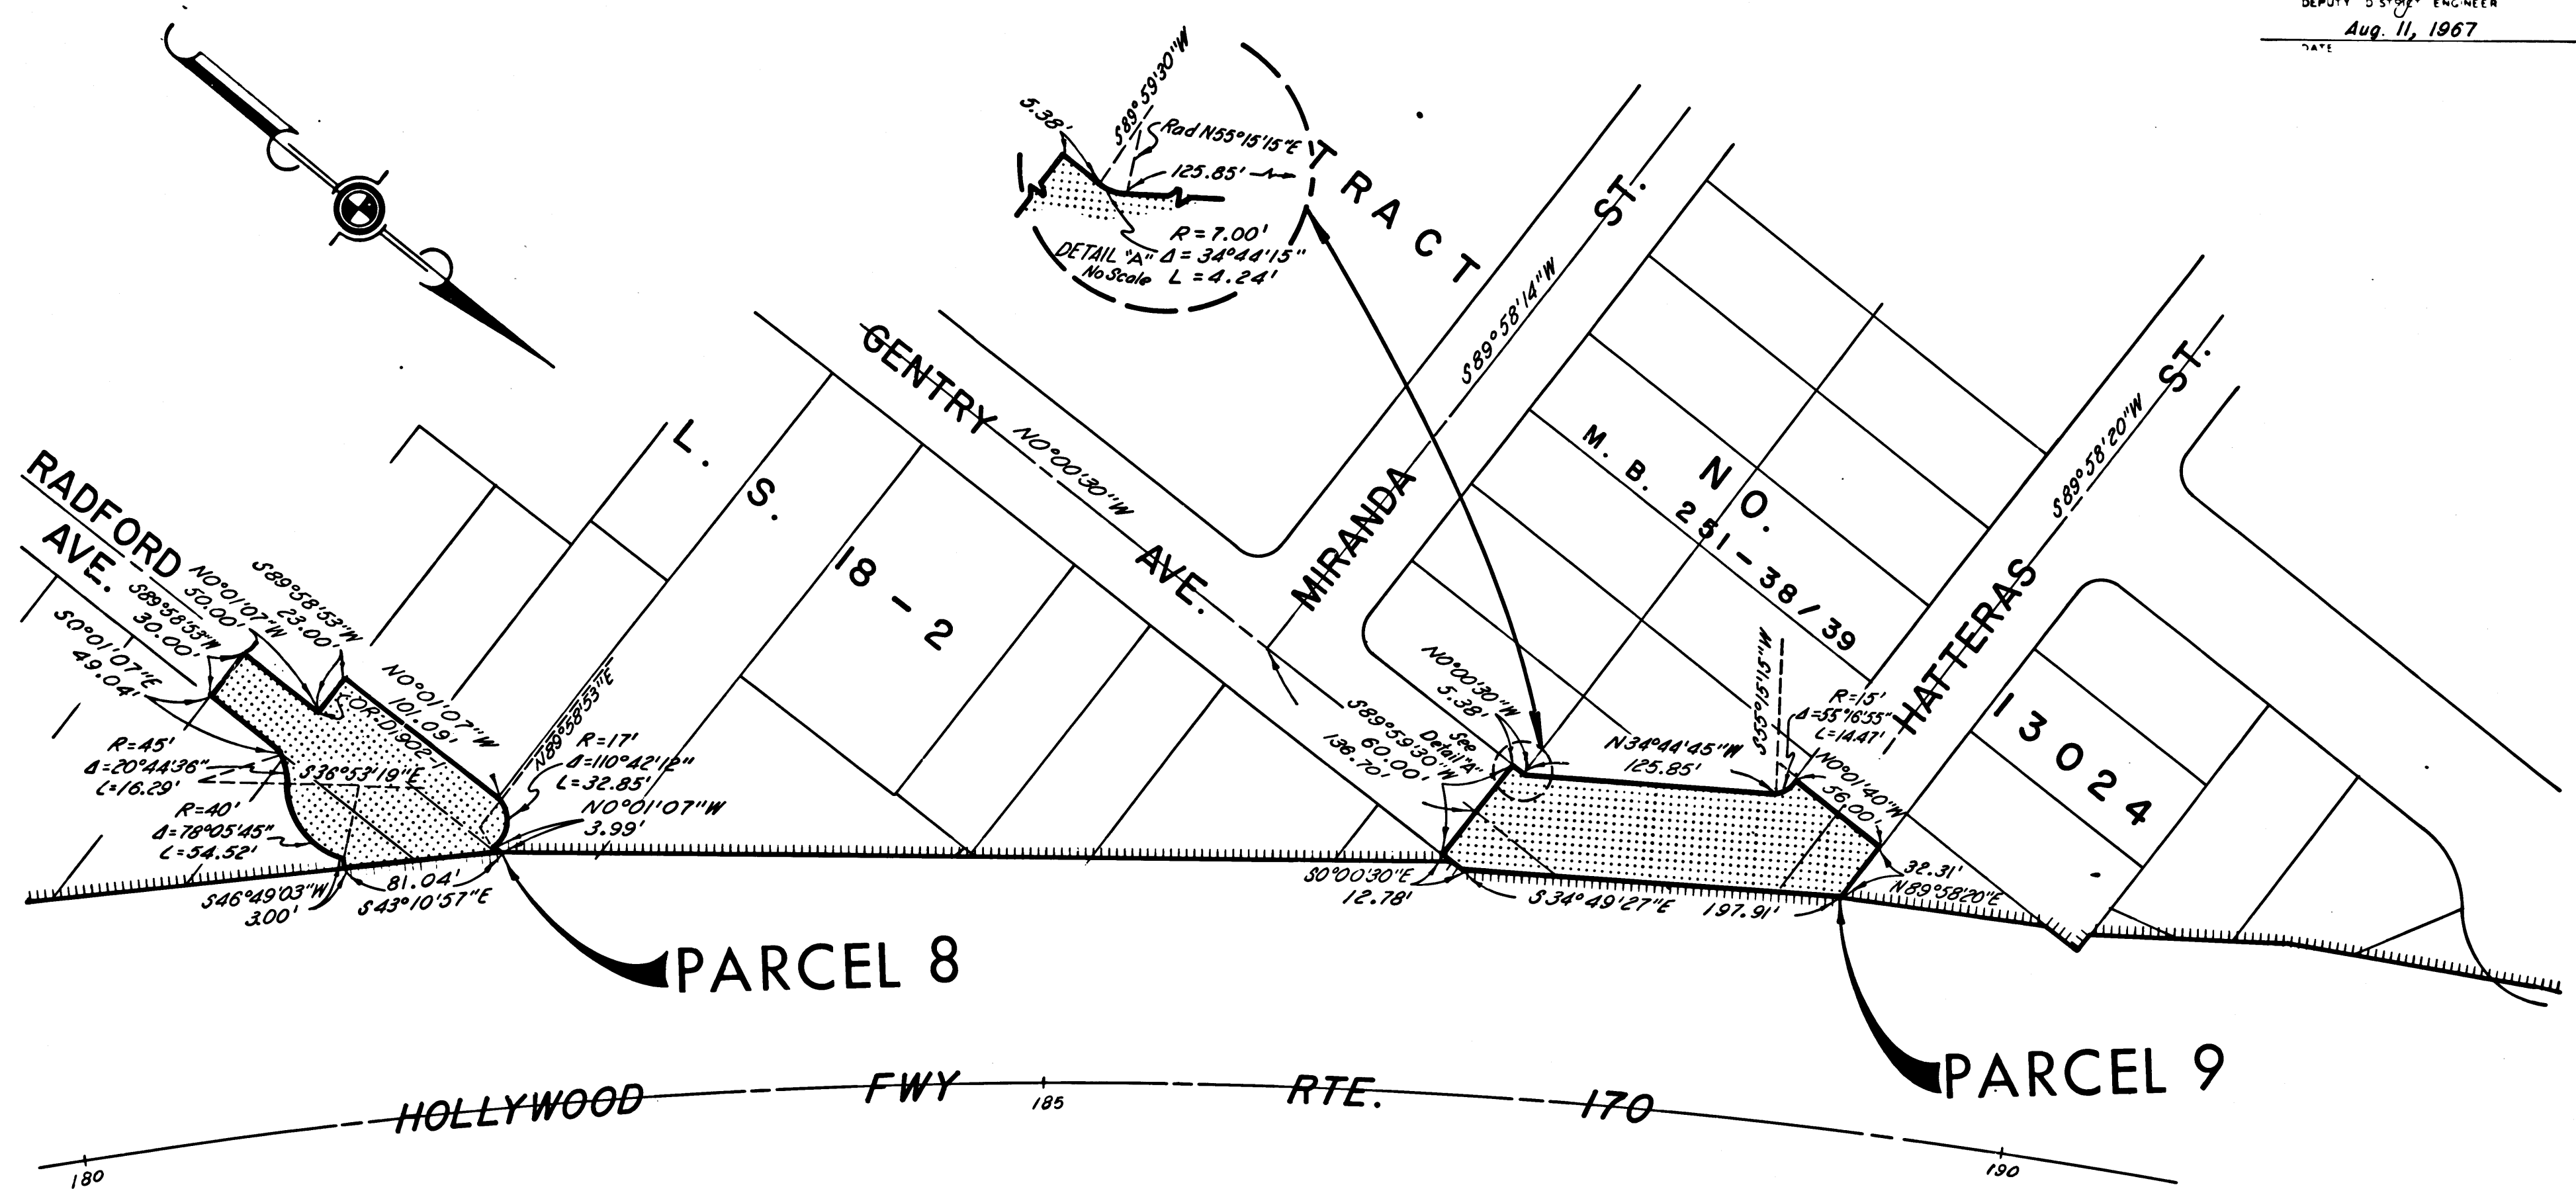 DEPUTY DISTRICT ENGINEER
Aug. 11, 1967
DATE
5.38'
S89°59'30"W
Rad N55°15'15"E
125.85'
R=7.00'
DETAIL "A" Δ=34°44'15"
No Scale L=4.24'
TRACT
NO.
13024
M. B. 251-38/39
L. S. 18-2
GENTRY AVE.
N0°00'30"W
MIRANDA ST.
S89°58'14"W
HATTERAS ST.
S89°58'20"W
RADFORD
AVE.
S89°58'53"W
30.00'
N0°01'07"W
50.00'
S89°58'53"W
23.00'
S0°01'07"E
49.04'
N0°01'07"W
101.09'
N89°58'53"E
R=17'
Δ=110°42'12"
L=32.85'
N0°01'07"W
3.99'
R=45'
Δ=20°44'36"
L=16.29'
S36°53'19"E
R=40'
Δ=78°05'45"
L=54.52'
S46°49'03"W
3.00'
81.04'
S43°10'57"E
PARCEL 8
N0°00'30"W
5.38'
See
Detail "A"
S89°59'30"W
60.00'
136.70'
N34°44'45"W
125.85'
S55°15'15"W
R=15'
Δ=55°16'55"
L=14.47'
N0°01'40"W
56.00'
32.31'
N89°58'20"E
S0°00'30"E
12.78'
S34°49'27"E 197.91'
PARCEL 9
HOLLYWOOD FWY RTE. 170
180
185
190